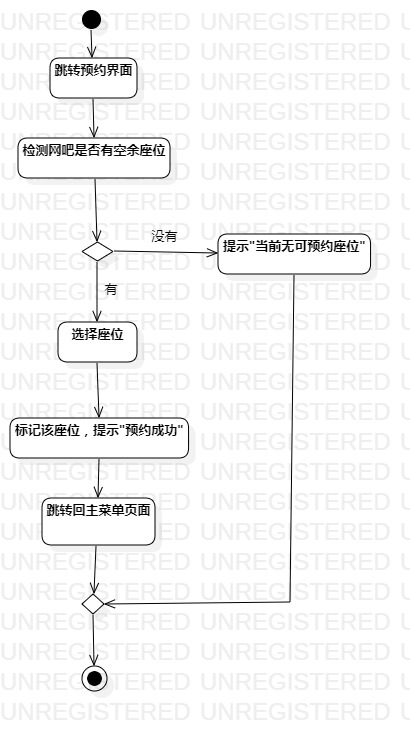 跳转预约界面
检测网吧是否有空余座位
没有
提示"当前无可预约座位"
有
选择座位
标记该座位，提示"预约成功"
跳转回主菜单页面
UNREGISTERED